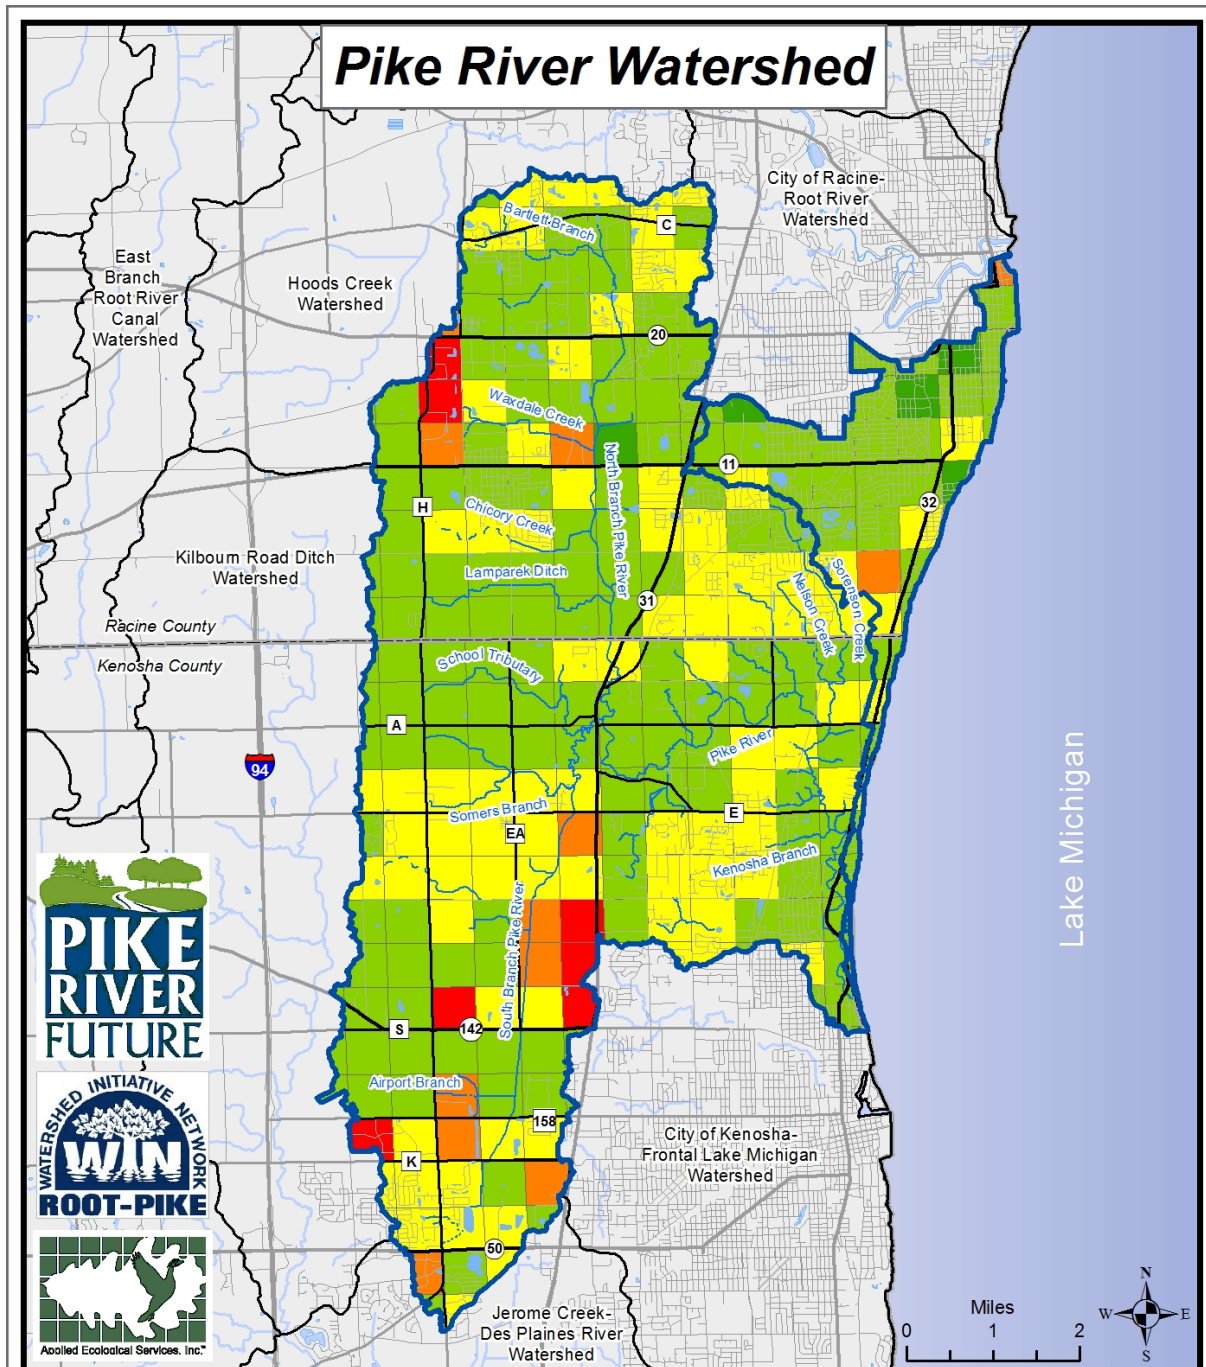 Pike River Watershed
City of Racine-
Root River
Watershed
Bartlett Branch
C
East
Branch
Root River
Canal
Watershed
Hoods Creek
Watershed
20
Waxdale Creek
11
North Branch Pike River
H
Chicory Creek
32
Kilbourn Road Ditch
Watershed
Lamparek Ditch
Nelson Creek
Sorenson Creek
31
Racine County
Kenosha County
School Tributary
A
Pike River
94
Lake Michigan
Somers Branch
E
EA
Kenosha Branch
South Branch Pike River
PIKE
RIVER
FUTURE
S
142
Airport Branch
158
WATERSHED INITIATIVE NETWORK
WIN
ROOT-PIKE
K
City of Kenosha-
Frontal Lake Michigan
Watershed
50
Applied Ecological Services, Inc.™
Jerome Creek-
Des Plaines River
Watershed
Miles
0 1 2
N
W E
S